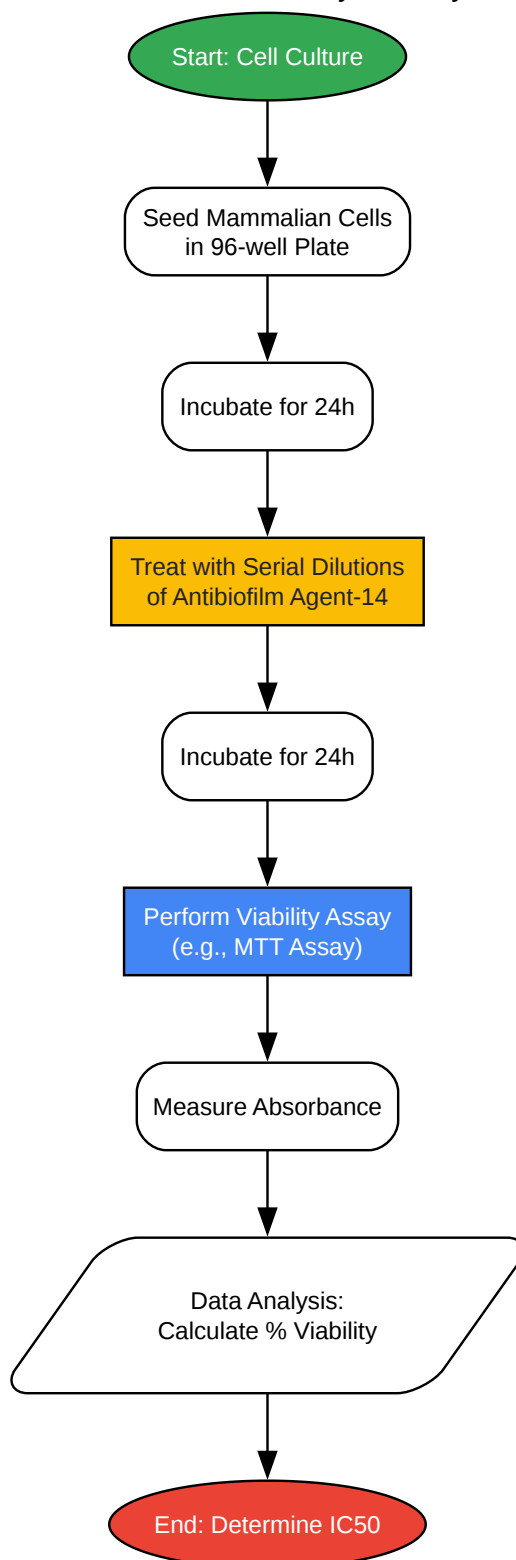 Start: Cell Culture
Seed Mammalian Cells
in 96-well Plate
Incubate for 24h
Treat with Serial Dilutions
of Antibiofilm Agent-14
Incubate for 24h
Perform Viability Assay
(e.g., MTT Assay)
Measure Absorbance
Data Analysis:
Calculate % Viability
End: Determine IC50